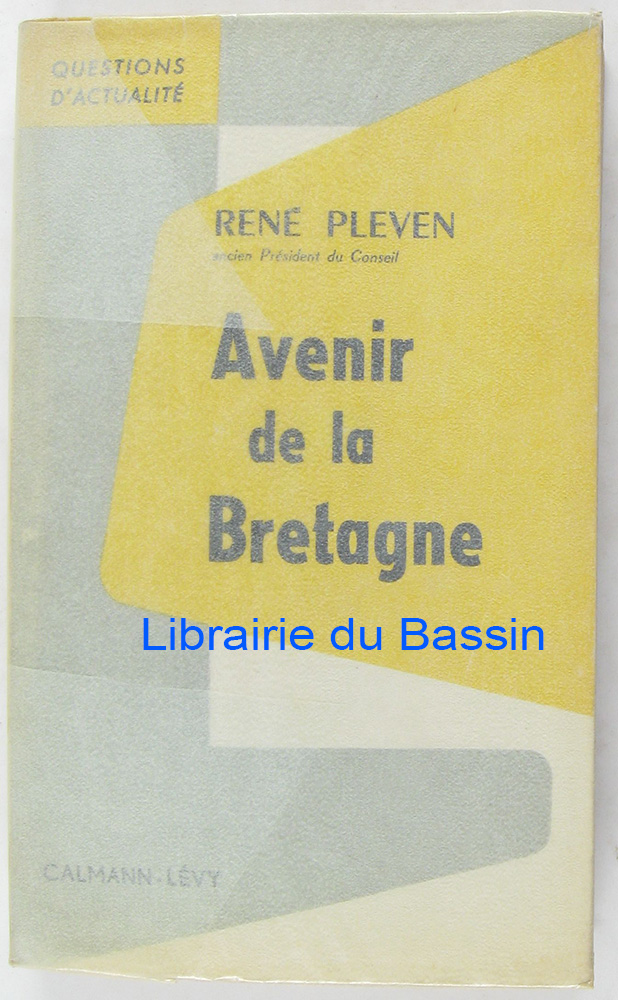 QUESTIONS
D'ACTUALITÉ
RENÉ PLEVEN
ancien Président du Conseil
Avenir
de la
Bretagne
Librairie du Bassin
CALMANN-LÉVY